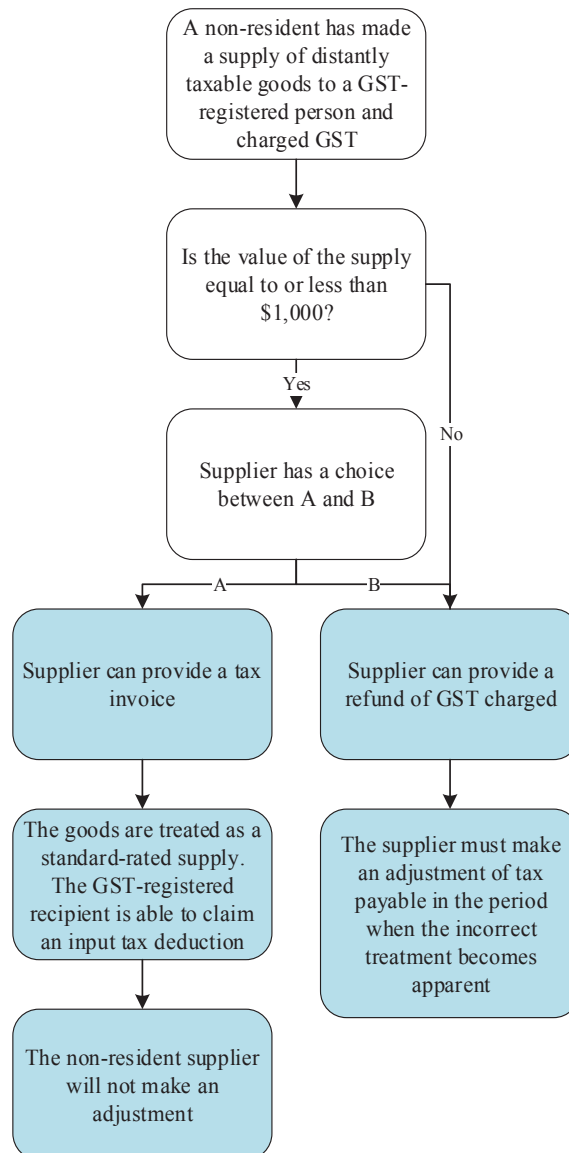 A non-resident has made
a supply of distantly
taxable goods to a GST-
registered person and
charged GST
Is the value of the supply
equal to or less than
$1,000?
Yes
No
Supplier has a choice
between A and B
A
B
Supplier can provide a tax
invoice
Supplier can provide a
refund of GST charged
The goods are treated as a
standard-rated supply.
The GST-registered
recipient is able to claim
an input tax deduction
The supplier must make
an adjustment of tax
payable in the period
when the incorrect
treatment becomes
apparent
The non-resident supplier
will not make an
adjustment